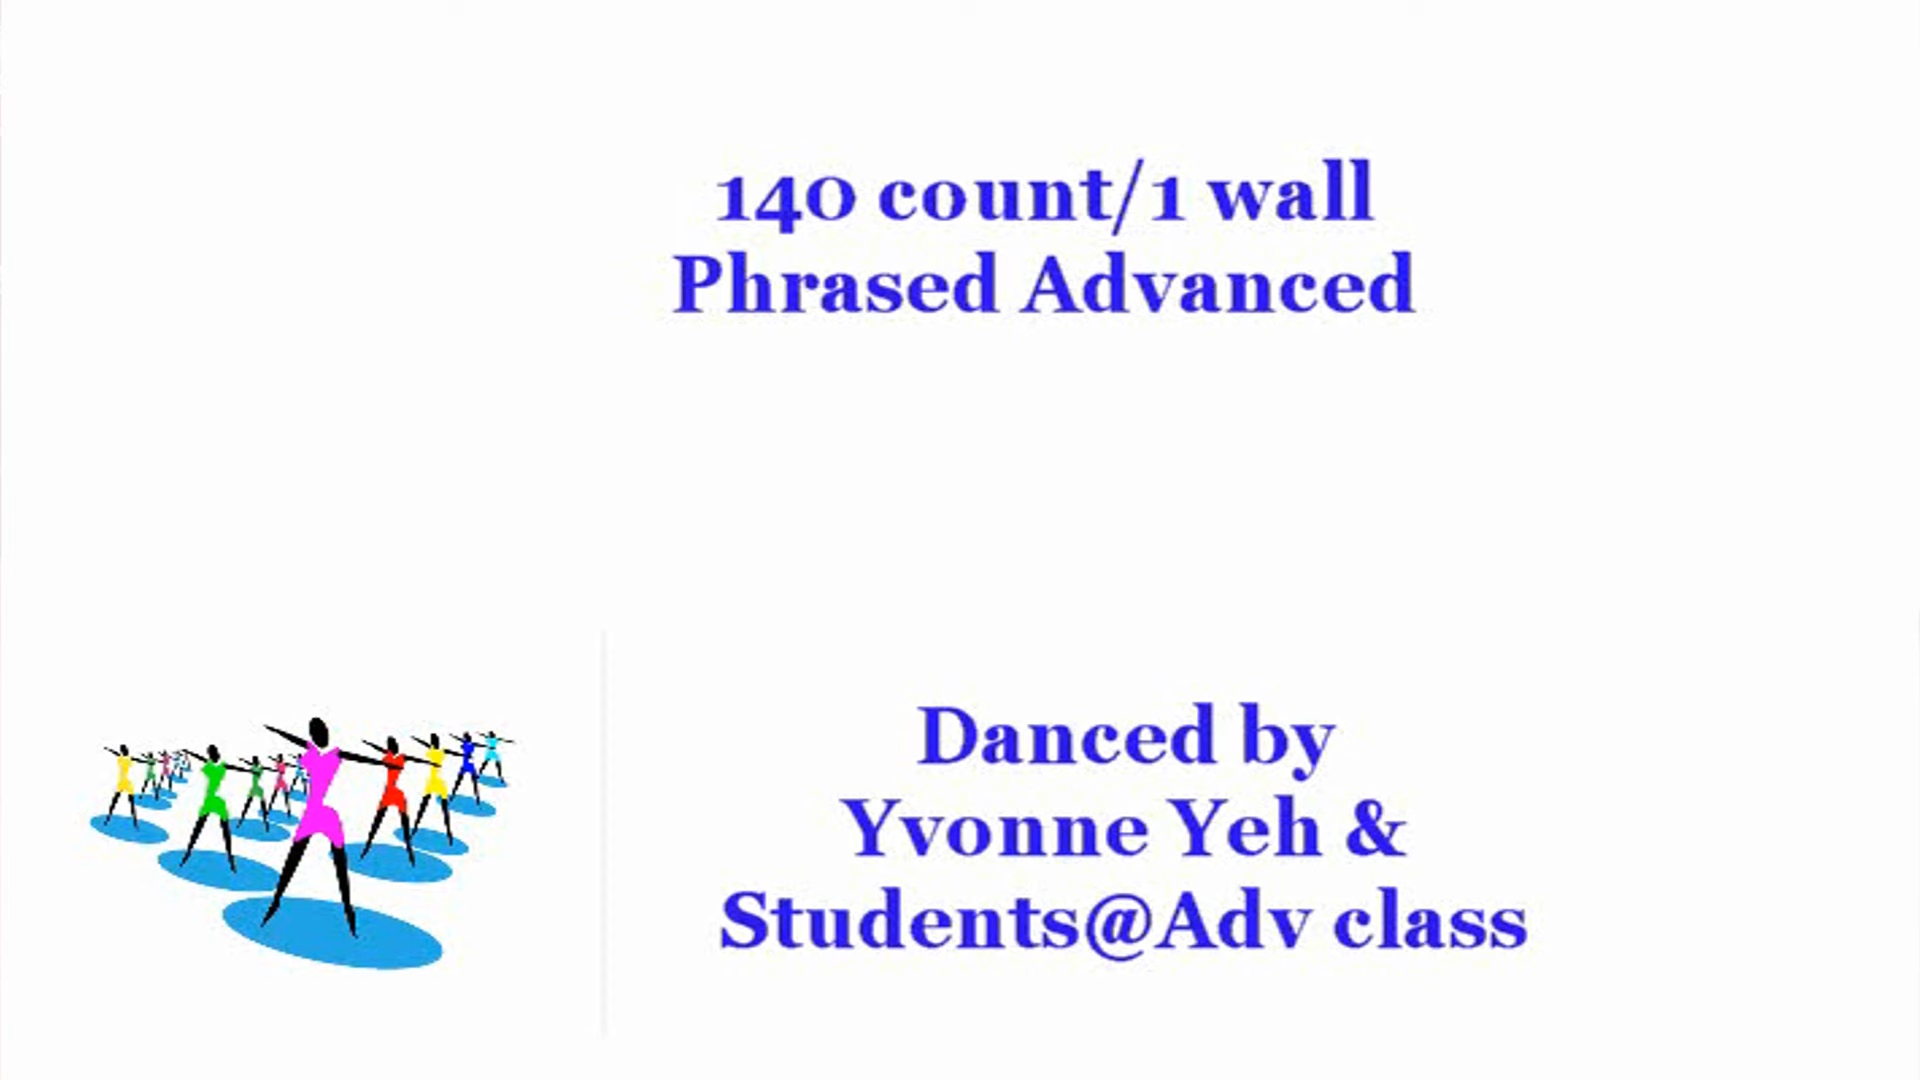 140 count/1 wall
Phrased Advanced
Danced by
Yvonne Yeh &
Students@Adv class